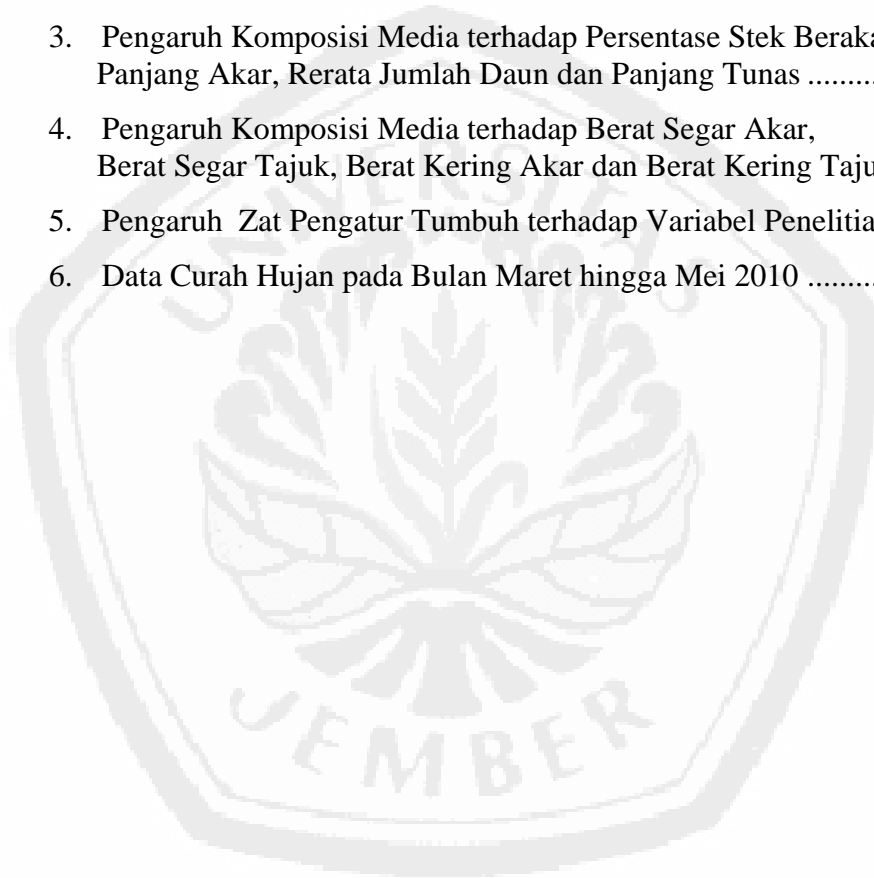 3. Pengaruh Komposisi Media terhadap Persentase Stek
Panjang Akar, Rerata Jumlah Daun dan Panjang Tunas .........
4. Pengaruh Komposisi Media terhadap Berat Segar Akar,
Berat Segar Tajuk, Berat Kering Akar dan Berat Kering
5. Pengaruh Zat Pengatur Tumbuh terhadap Variabel
6. Data Curah Hujan pada Bulan Maret hingga Mei 2010 .........
UNIVERSITAS
JEMBER